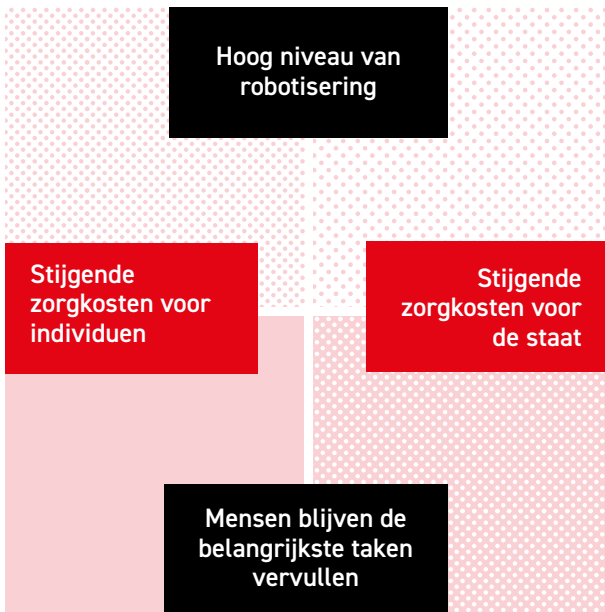 Hoog niveau van
robotisering
Stijgende
zorgkosten voor
individuen
Stijgende
zorgkosten voor
de staat
Mensen blijven de
belangrijkste taken
vervullen